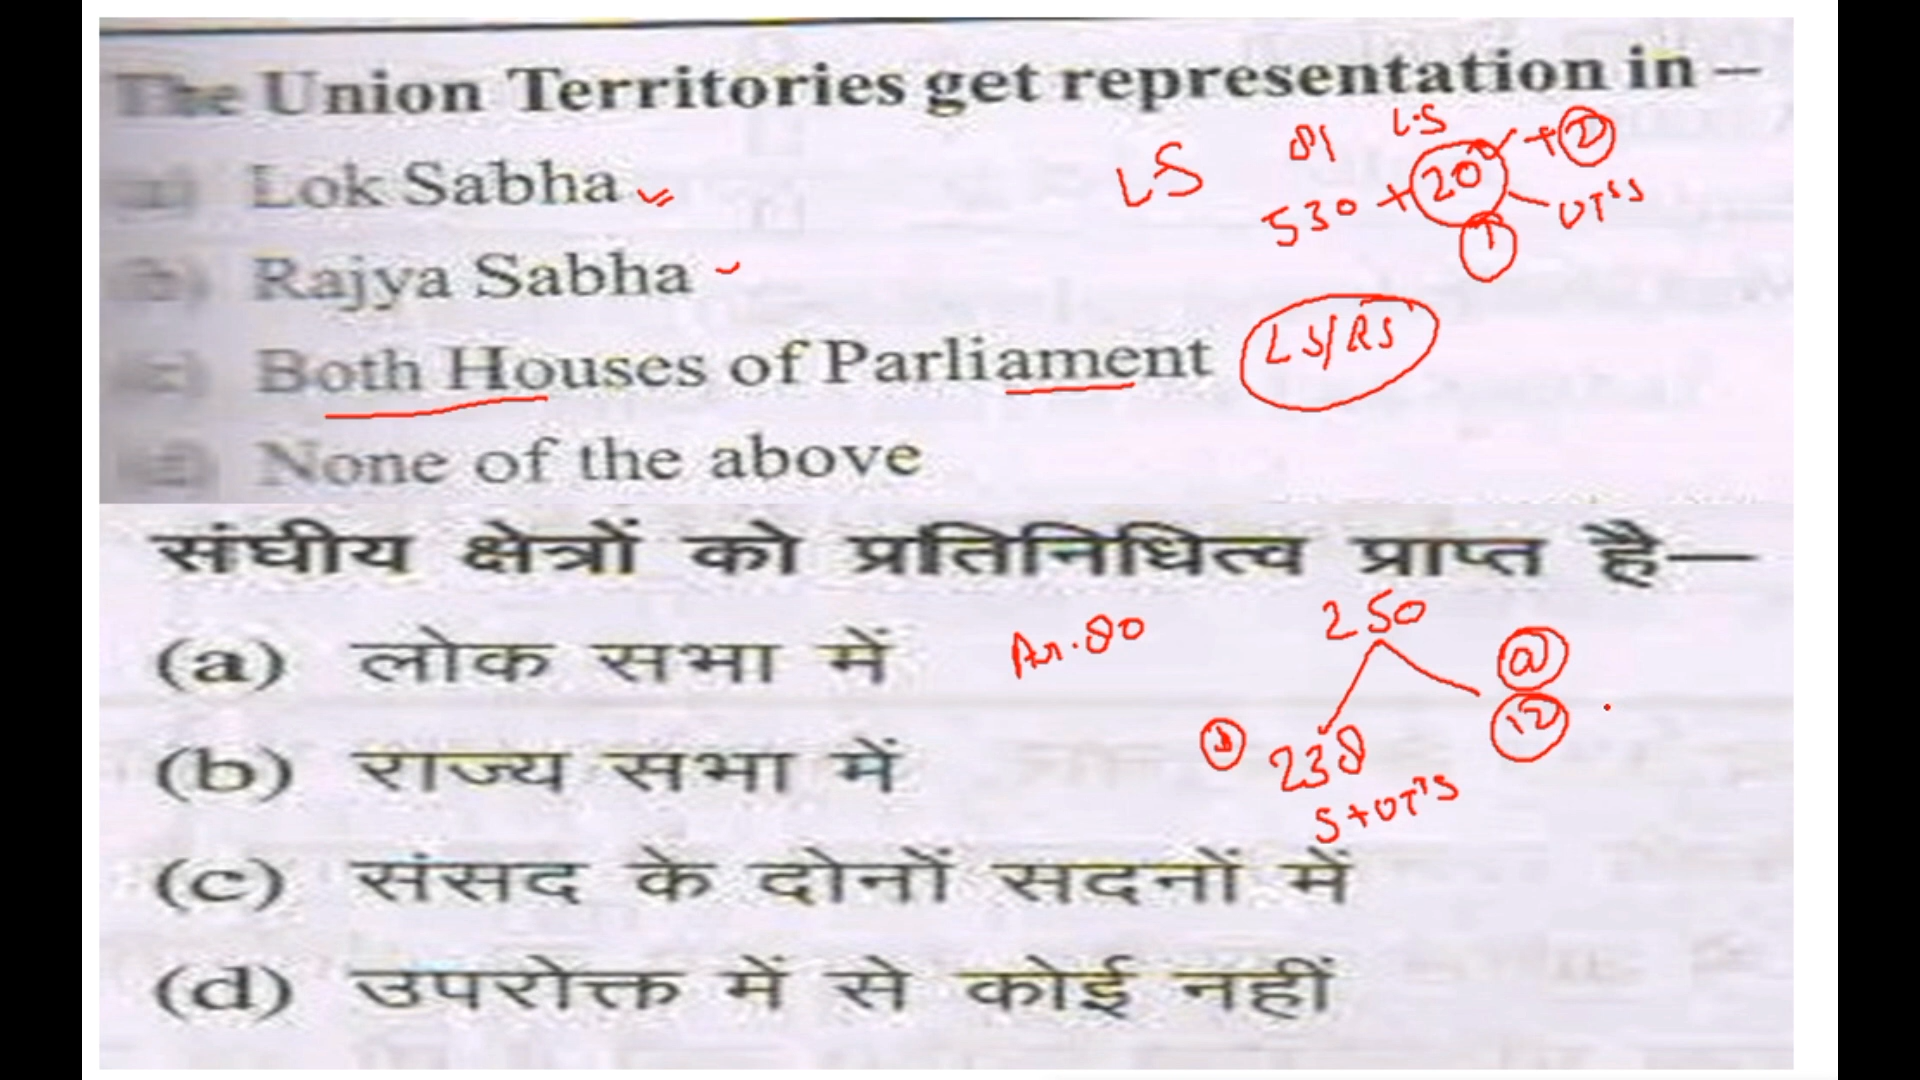 The Union Territories get representation in –
(a) Lok Sabha
(b) Rajya Sabha
(c) Both Houses of Parliament
(d) None of the above
LS
81 L.S
530 + 20 + 2
UT's
LS/RS
संघीय क्षेत्रों को प्रतिनिधित्व प्राप्त है—
(a) लोक सभा में
(b) राज्य सभा में
(c) संसद के दोनों सदनों में
(d) उपरोक्त में से कोई नहीं
Ar. 80
250
238
12
S+UT's